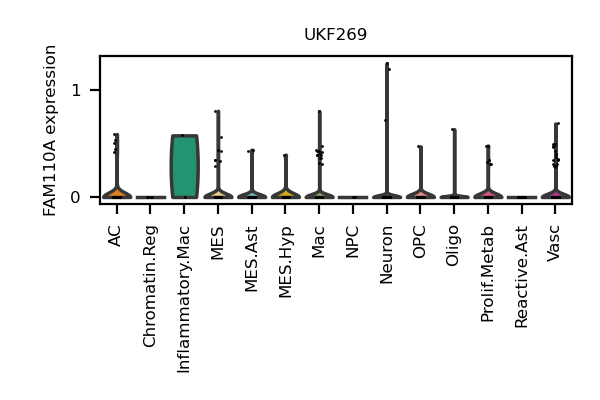 UKF269
FAM110A expression
1
0
AC
Chromatin.Reg
Inflammatory.Mac
MES
MES.Ast
MES.Hyp
Mac
NPC
Neuron
OPC
Oligo
Prolif.Metab
Reactive.Ast
Vasc